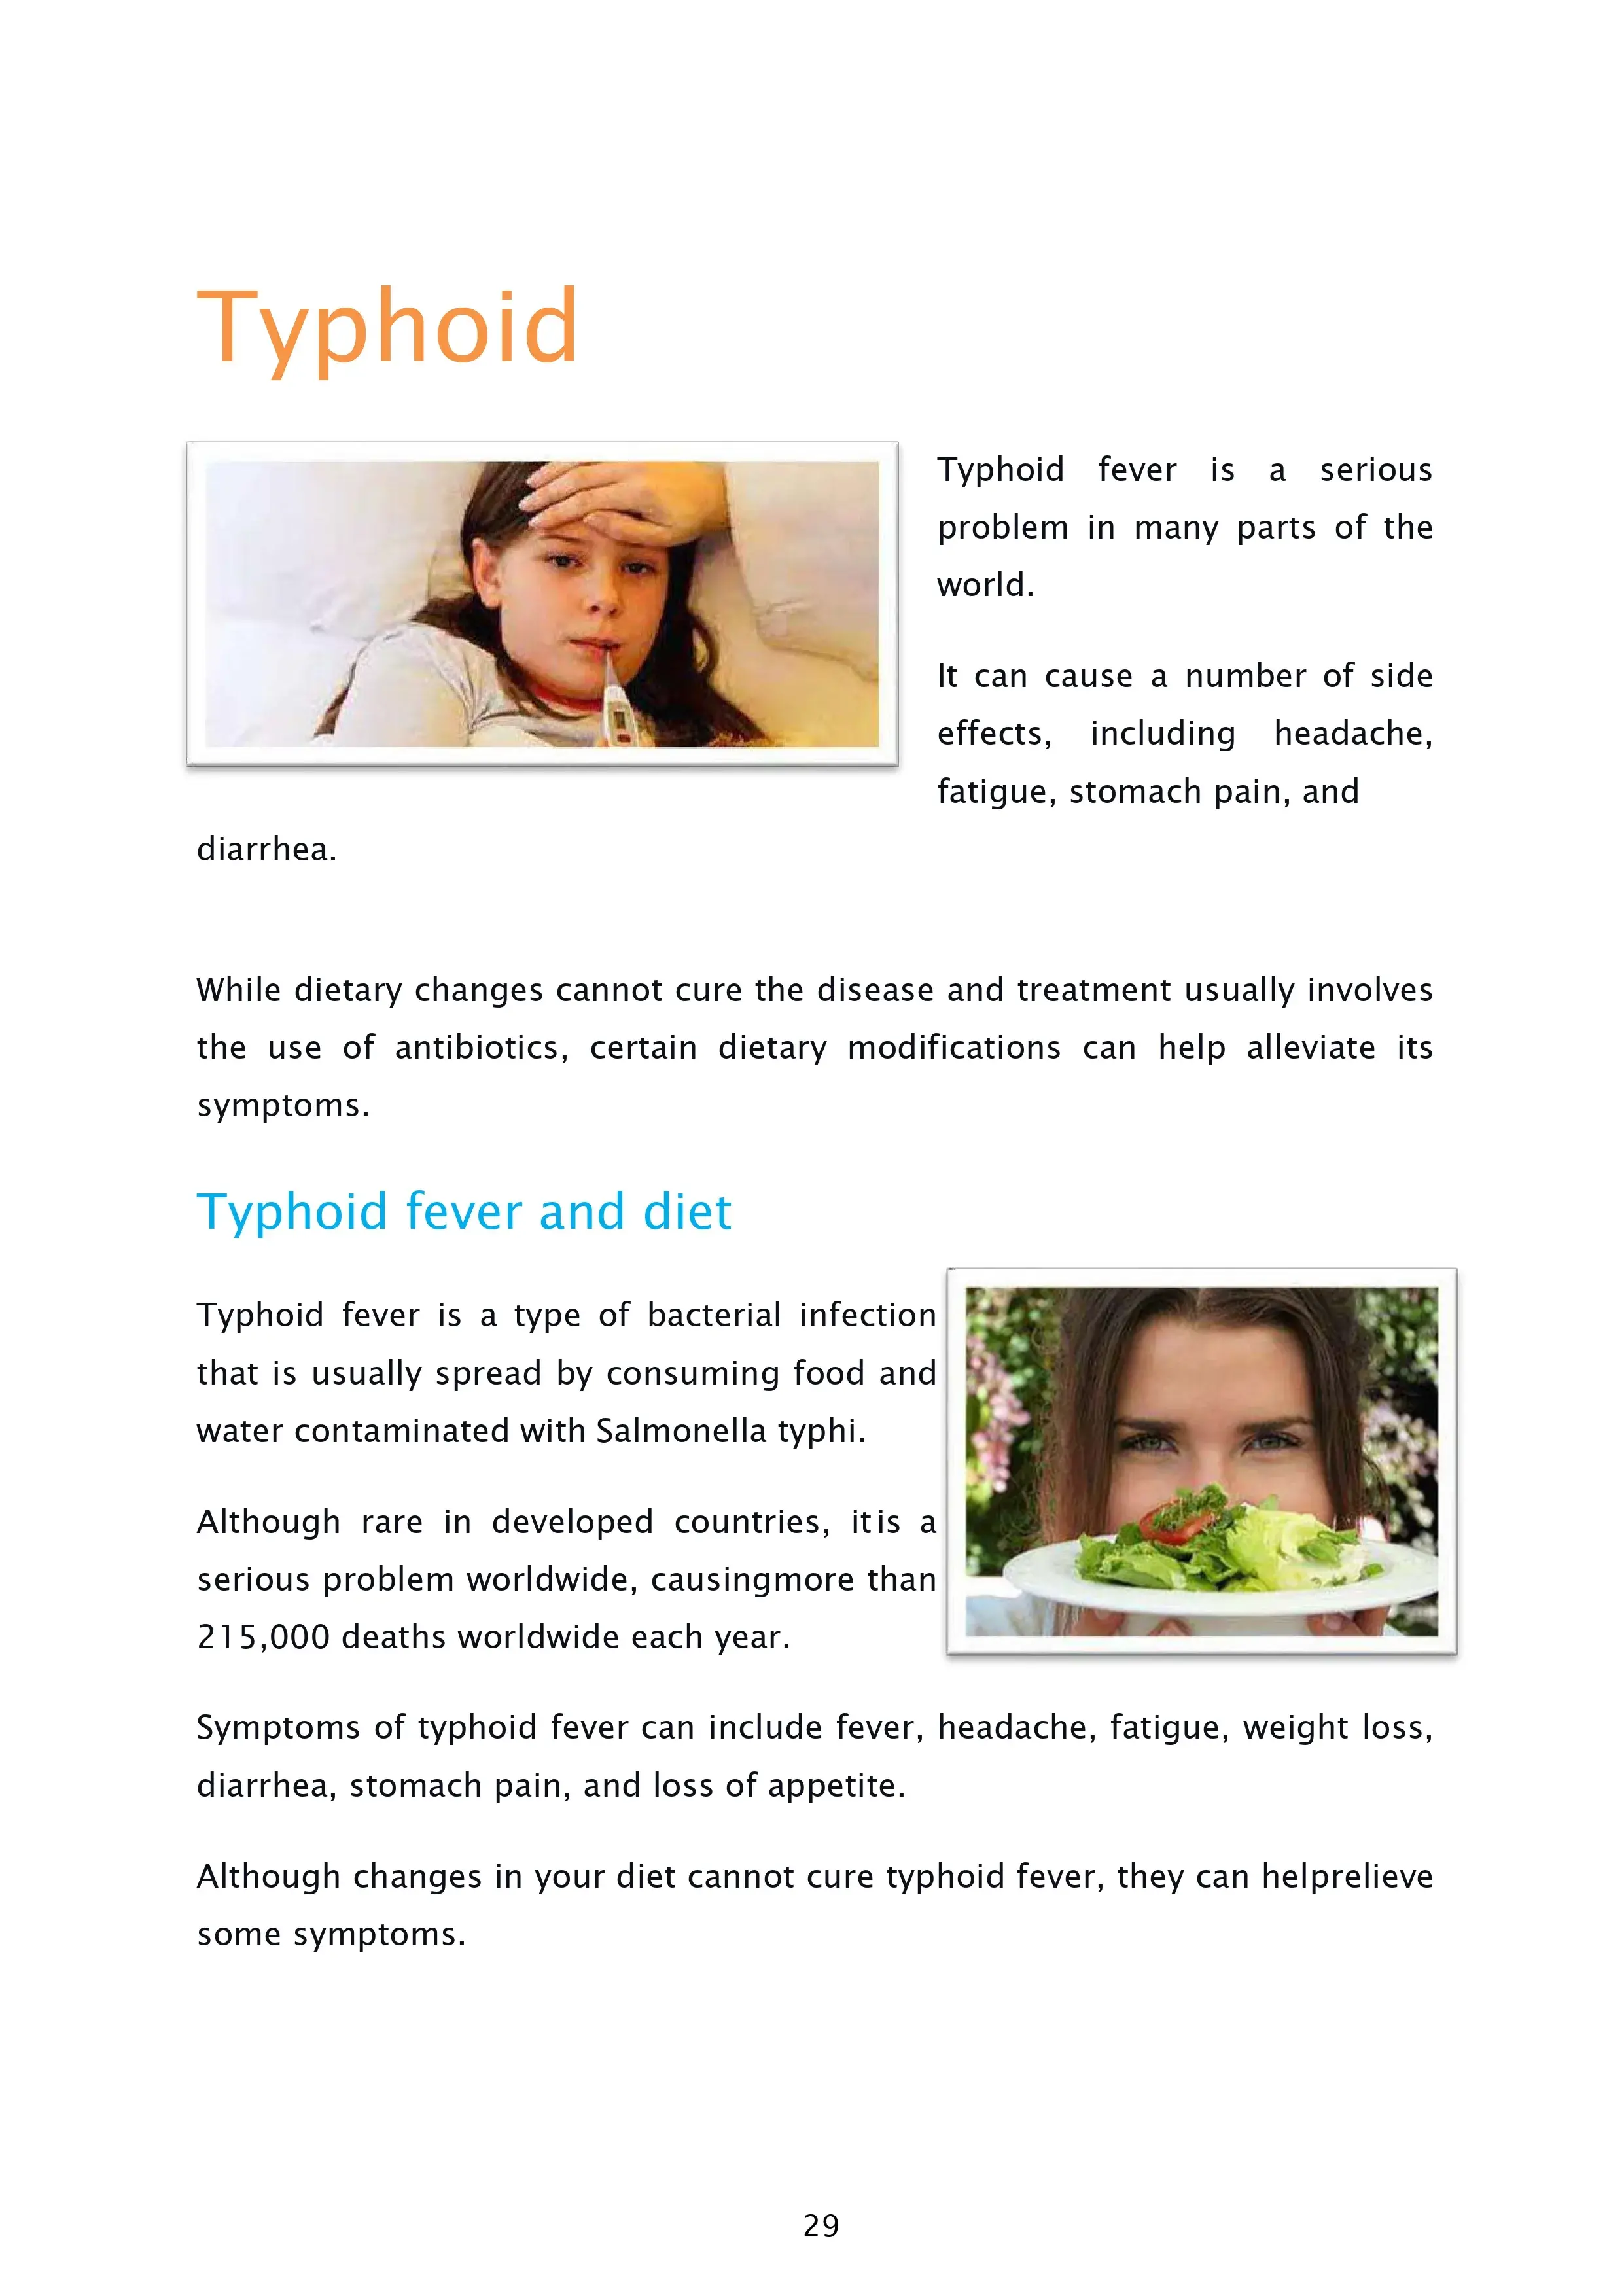 Typhoid
Typhoid fever is a serious
problem in many parts of the
world.
It can cause a number of side
effects, including headache,
fatigue, stomach pain, and
diarrhea.
While dietary changes cannot cure the disease and treatment usually involves
the use of antibiotics, certain dietary modifications can help alleviate its
symptoms.
Typhoid fever and diet
Typhoid fever is a type of bacterial infection
that is usually spread by consuming food and
water contaminated with Salmonella typhi.
Although rare in developed countries, itis a
serious problem worldwide, causingmore than
215,000 deaths worldwide each year.
Symptoms of typhoid fever can include fever, headache, fatigue, weight loss,
diarrhea, stomach pain, and loss of appetite.
Although changes in your diet cannot cure typhoid fever, they can helprelieve
some symptoms.
29